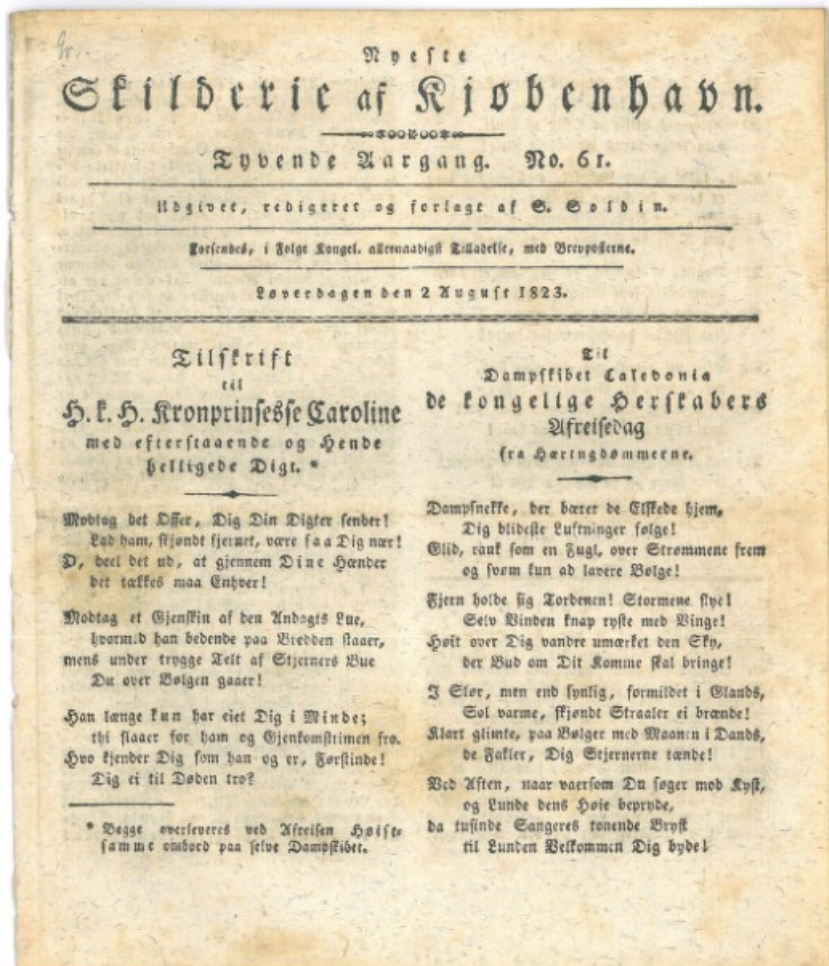 Nyeste
Skilderie af Kjøbenhavn.
Tyvende Aargang. No. 61.
Udgivet, redigeret og forlagt af S. Soldin.
Forsendes, i Følge Kongel. allernaadigst Tilladelse, med Brevposterne.
Løverdagen den 2 August 1823.
Tilskrift
til
H. k. H. Kronprinsesse Caroline
med efterstaaende og Hende
helligede Digt. *
Modtag det Offer, Dig Din Digter sender!
Lad ham, skjøndt fjernet, være saa Dig nær!
O, deel det ud, at gjennem Dine Hænder
det tækkes maa Enhver!
Modtag et Gjenskin af den Andagts Lue,
hvormed han bedende paa Bredden staaer,
mens under trygge Telt af Stjerners Bue
Du over Bølgen gaaer!
Han længe kun har eiet Dig i Minde;
thi slaaer for ham og Gjenkomsttimen fro.
Hvo kjender Dig som han og er, Førstinde!
Dig ei til Døden tro?
* Begge overleveres ved Afreisen Høist-
samme ombord paa selve Dampskibet.
Til
Dampskibet Caledonia
de kongelige Herskabers
Afreisedag
fra Hertugdømmerne.
Dampsnekke, der bærer de Elskede hjem,
Dig blideste Luftninger følge!
Glid, rank som en Fugl, over Strømmene frem
og svøm kun ad lavere Bølge!
Fjern holde sig Tordenen! Stormene flye!
Selv Vinden knap ryste med Vinge!
Høit over Dig vandre umærket den Sky,
der Bud om Dit Komme skal bringe!
I Slør, men end synlig, formildet i Glands,
Sol varme, skjøndt Straaler ei brænde!
Klart glimte, paa Bølger med Maanen i Dands,
de Fakler, Dig Stjernerne tænde!
Ved Aften, naar vaersom Du søger mod Kyst,
og Lunde dens Høie bepryde,
da tusinde Sangeres tonende Bryst
til Lunden Velkommen Dig byde!